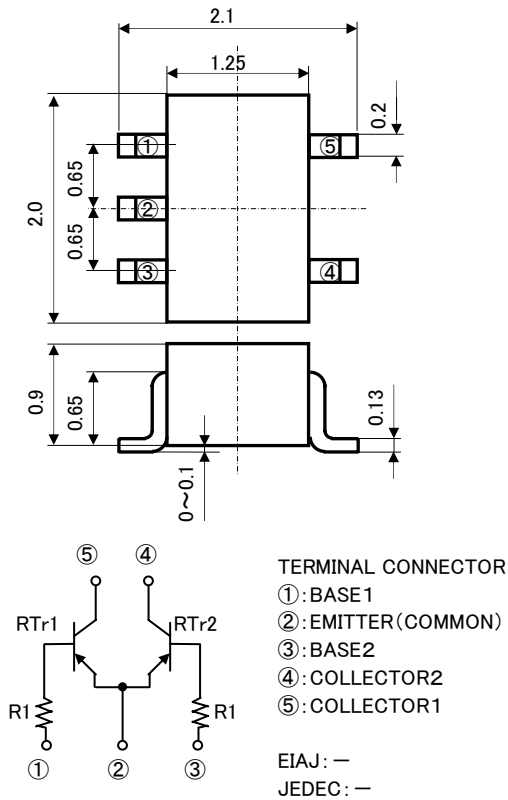 2.1
1.25
0.2
① ⑤
0.65
2.0
②
0.65
③ ④
0.9
0.65
0.13
0～0.1
⑤ ④
RTr1 RTr2
R1 R1
① ② ③
TERMINAL CONNECTOR
①:BASE1
②:EMITTER(COMMON)
③:BASE2
④:COLLECTOR2
⑤:COLLECTOR1
EIAJ:－
JEDEC:－